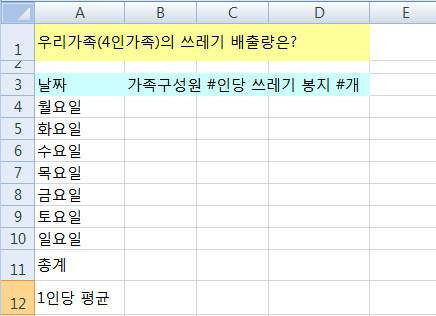 A B C D E
1 우리가족(4인가족)의 쓰레기 배출량은?
2
3 날짜 가족구성원 #인당 쓰레기 봉지 #개
4 월요일
5 화요일
6 수요일
7 목요일
8 금요일
9 토요일
10 일요일
11 총계
12 1인당 평균